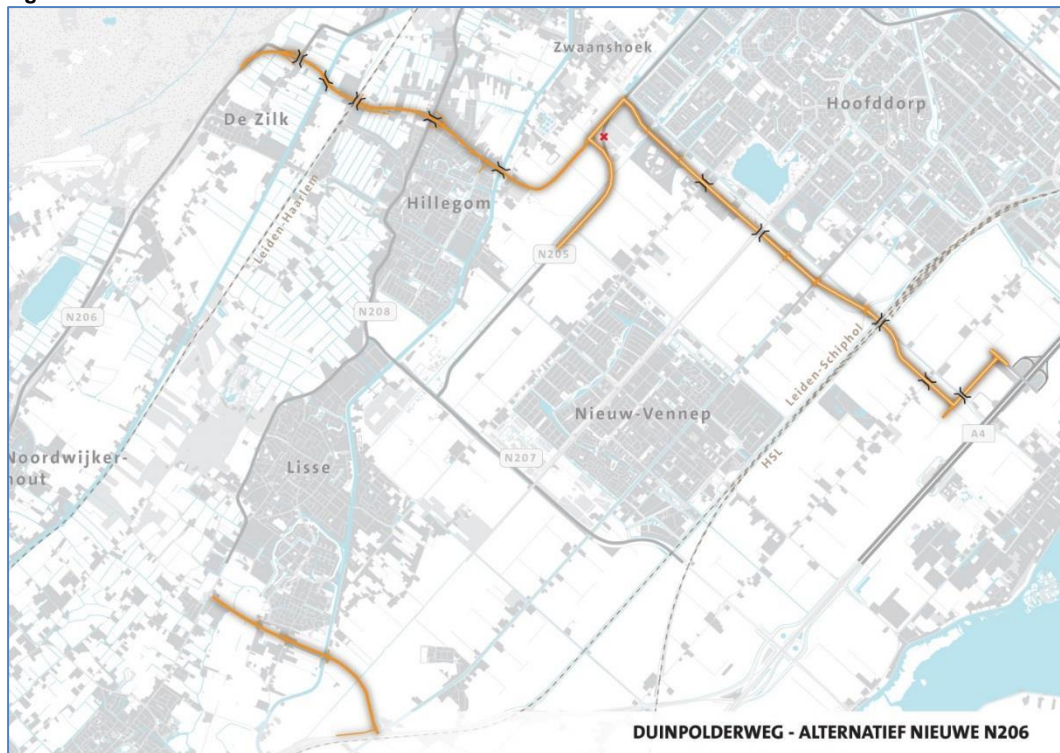 Zwaanshoek
De Zilk
Hoofddorp
Leiden-Haarlem
Hillegom
N205
N206
N208
Leiden-Schiphol
Nieuw-Vennep
A4
N207
HSL
Noordwijker-
hout
Lisse
DUINPOLDERWEG - ALTERNATIEF NIEUWE N206